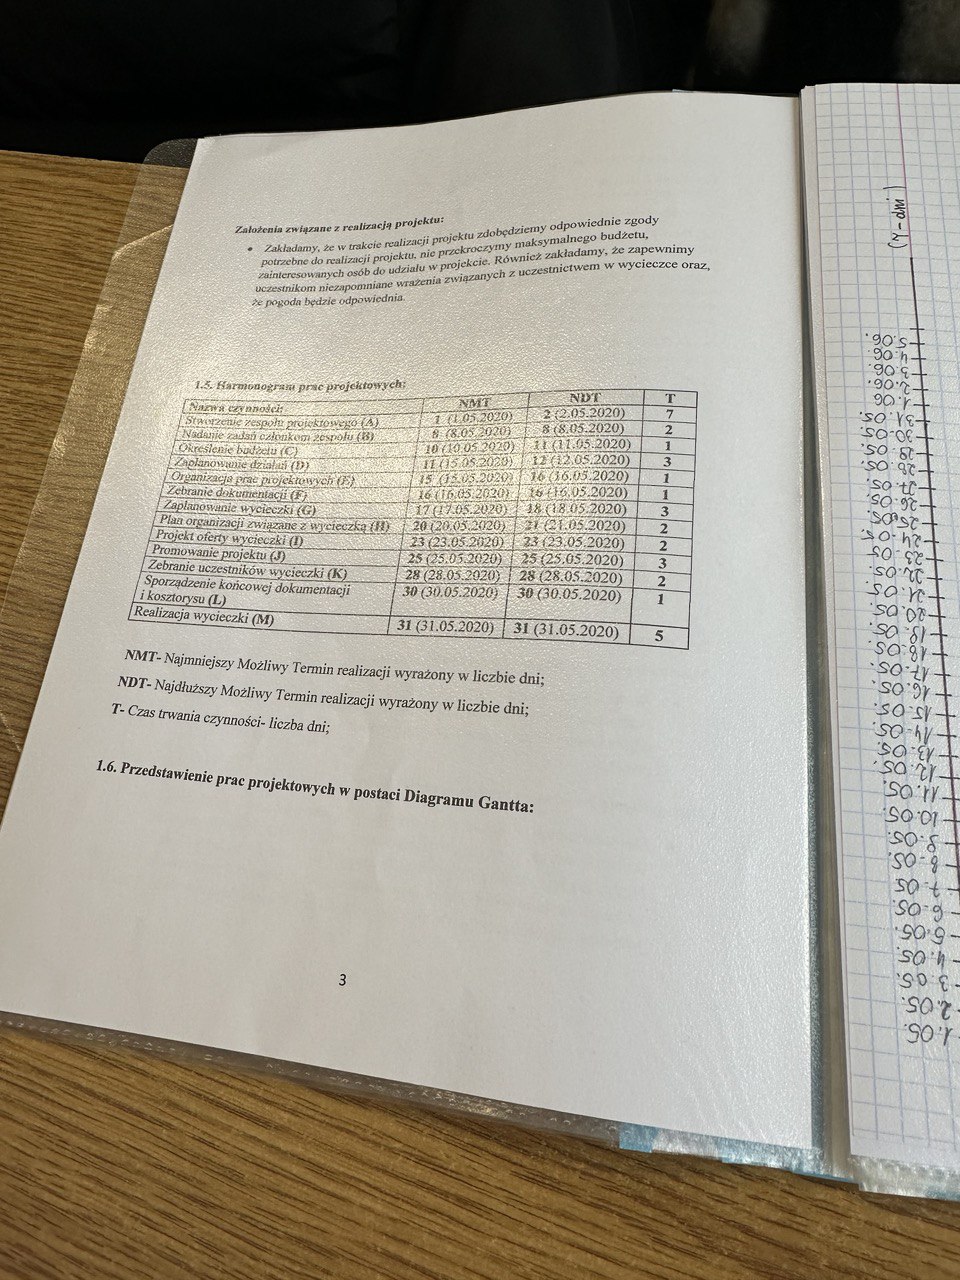 Założenia związane z realizacją projektu:
• Zakładamy, że w trakcie realizacji projektu zdobędziemy odpowiednie zgody
potrzebne do realizacji projektu, nie przekroczymy maksymalnego budżetu,
zainteresowanych osób do udziału w projekcie. Również zakładamy, że zapewnimy
uczestnikom niezapomniane wrażenia związanych z uczestnictwem w wycieczce oraz,
że pogoda będzie odpowiednia.
1.5. Harmonogram prac projektowych:
Nazwa czynności: NMT NDT T
Stworzenie zespołu projektowego (A) 1 (1.05.2020) 2 (2.05.2020) 7
Nadanie zadań członkom zespołu (B) 8 (8.05.2020) 8 (8.05.2020) 2
Określenie budżetu (C) 10 (10.05.2020) 11 (11.05.2020) 1
Zaplanowanie działań (D) 11 05.2020) 12 (12.05.2020) 3
Organizacja prac projektowych (E) 15 (15.05.2020) 16 (16.05.2020) 1
Zebranie dokumentacji (F) 16 (16.05.2020) 16 (16.05.2020) 1
Zaplanowanie wycieczki (G) 17 (17.05.2020) 18 (18.05.2020) 3
Plan organizacji związane z wycieczką (H) 20 (20.05.2020) 21 (21.05.2020) 2
Projekt oferty wycieczki (I) 23 (23.05.2020) 23 (23.05.2020) 2
Promowanie projektu (J) 25 (25.05.2020) 25 (25.05.2020) 3
Zebranie uczestników wycieczki (K) 28 (28.05.2020) 28 (28.05.2020) 2
Sporządzenie końcowej dokumentacji
i kosztorysu (L) 30 (30.05.2020) 30 (30.05.2020) 1
Realizacja wycieczki (M) 31 (31.05.2020) 31 (31.05.2020) 5
NMT- Najmniejszy Możliwy Termin realizacji wyrażony w liczbie dni;
NDT- Najdłuższy Możliwy Termin realizacji wyrażony w liczbie dni;
T- Czas trwania czynności- liczba dni;
1.6. Przedstawienie prac projektowych w postaci Diagramu Gantta:
3
1.05.
2.05.
3.05.
4.05.
5.05.
6.05.
7.05
8.05.
9.05.
10.05
11.05.
12.05.
13.05.
14.05
15.05.
16.05.
17.05.
18.05.
19.05
20.05.
21.05.
22.05.
23.05
24.05
25.05
26.05.
27.05
28.05
29.05
30.05.
31.05.
1.06
2.06.
3.06.
4.06
5.06.